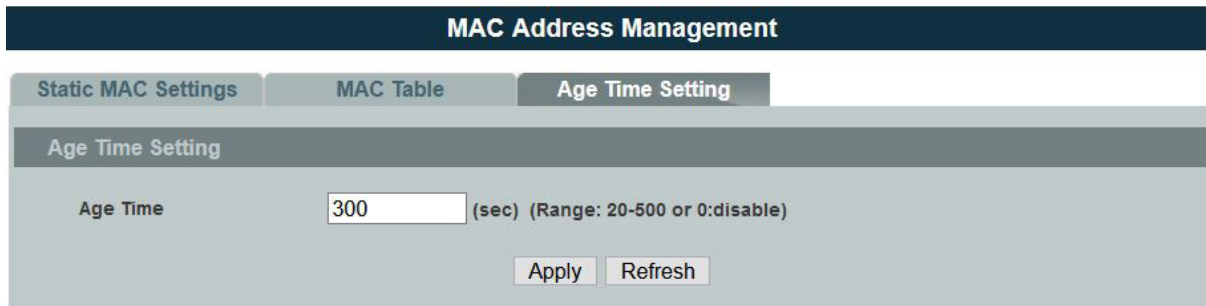 MAC Address Management
Static MAC Settings MAC Table Age Time Setting
Age Time Setting
Age Time 300 (sec) (Range: 20-500 or 0:disable)
Apply Refresh